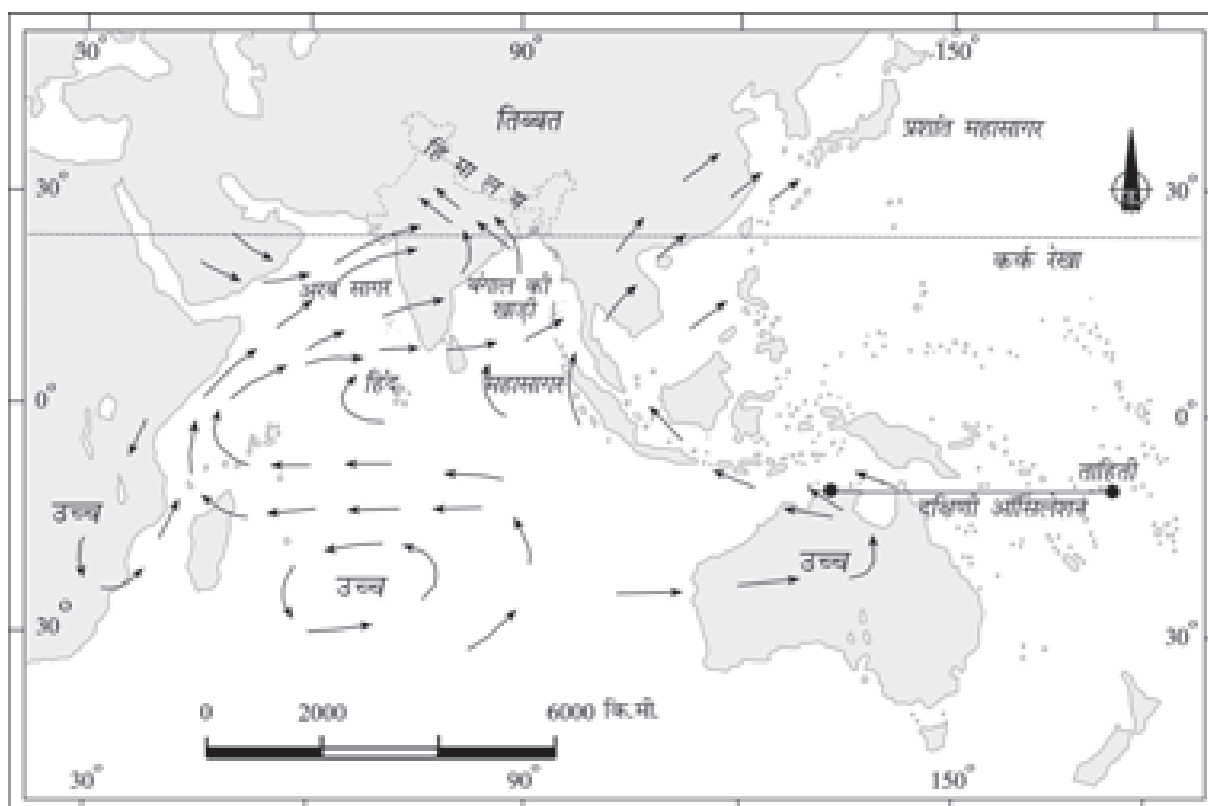 30° 90° 150°
तिब्बत
प्रशांत महासागर
हिमालय
30° 30°
कर्क रेखा
अरब सागर
बंगाल की
खाड़ी
हिंद महासागर
0° 0°
ताहिती
दक्षिणी ऑसिलेशन
उच्च
उच्च
उच्च
30° 30°
0 2000 6000 कि.मी.
30° 90° 150°